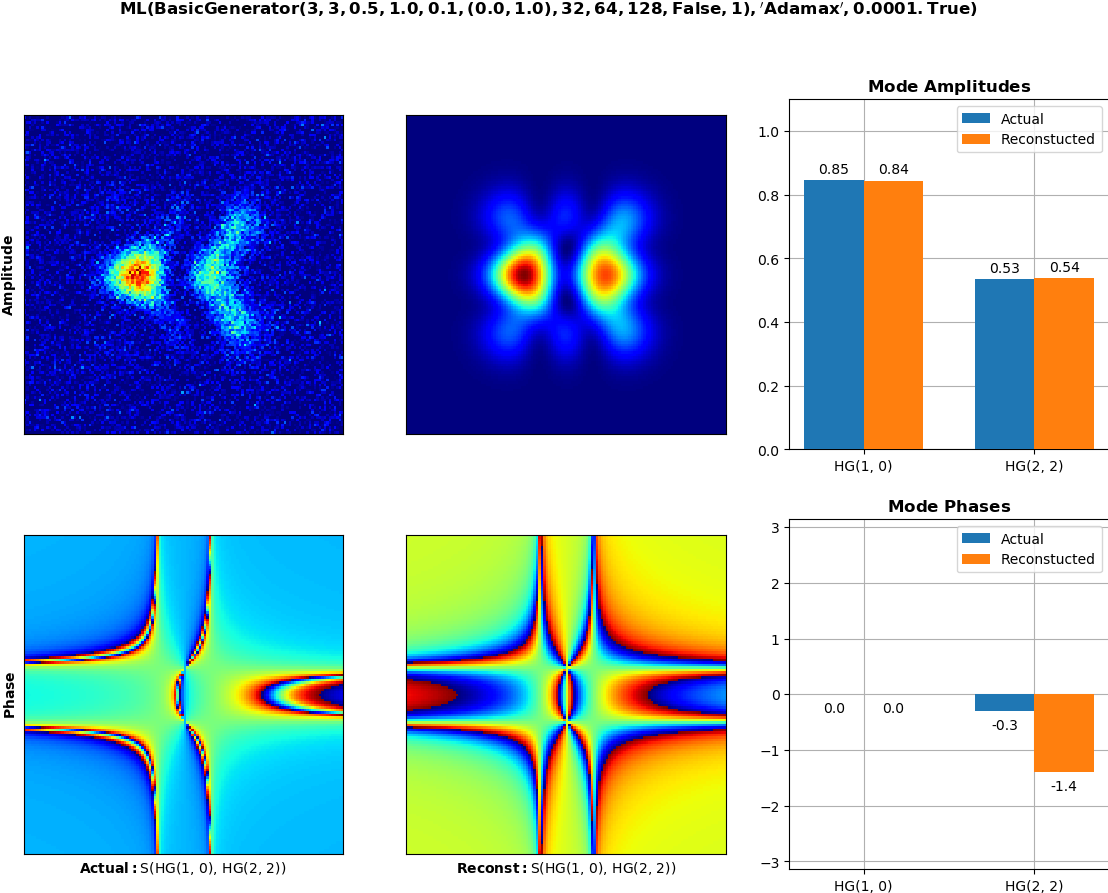 ML(BasicGenerator(3, 3, 0.5, 1.0, 0.1, (0.0, 1.0), 32, 64, 128, False, 1), ′Adamax′, 0.0001. True)
Mode Amplitudes
Amplitude
Actual
Reconstucted
1.0
0.8
0.6
0.4
0.2
0.0
0.85
0.84
0.53
0.54
HG(1, 0)
HG(2, 2)
Mode Phases
Phase
Actual
Reconstucted
3
2
1
0
−1
−2
−3
0.0
0.0
-0.3
-1.4
Actual: S(HG(1, 0), HG(2, 2))
Reconst: S(HG(1, 0), HG(2, 2))
HG(1, 0)
HG(2, 2)